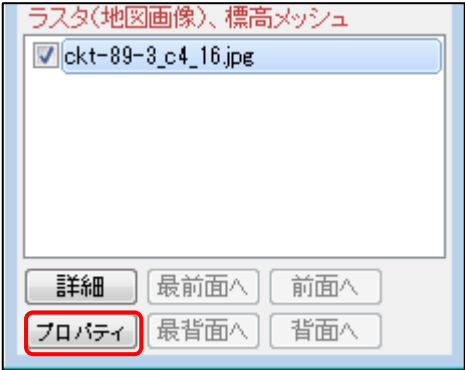 ラスタ(地図画像)、標高メッシュ
ckt-89-3_c4_16.jpg
詳細 最前面へ 前面へ
プロパティ 最背面へ 背面へ